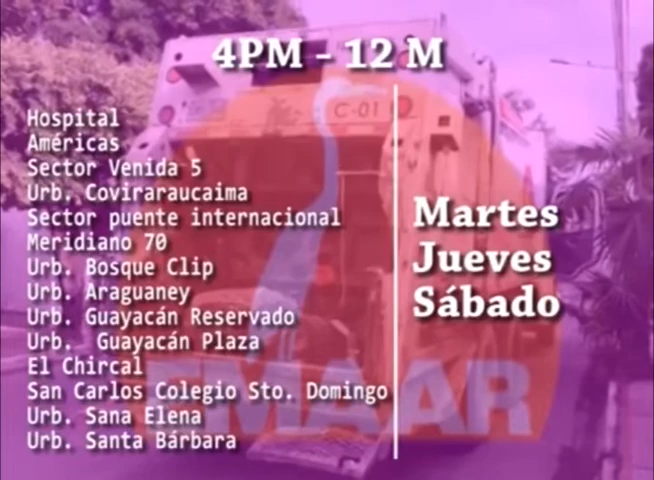 4PM - 12 M
C-01
Hospital
Américas
Sector Venida 5
Urb. Coviraraucaima
Sector puente internacional
Meridiano 70
Urb. Bosque Clip
Urb. Araguaney
Urb. Guayacán Reservado
Urb.  Guayacán Plaza
El Chircal
San Carlos Colegio Sto. Domingo
Urb. Sana Elena
Urb. Santa Bárbara
Martes
Jueves
Sábado
EMAAR